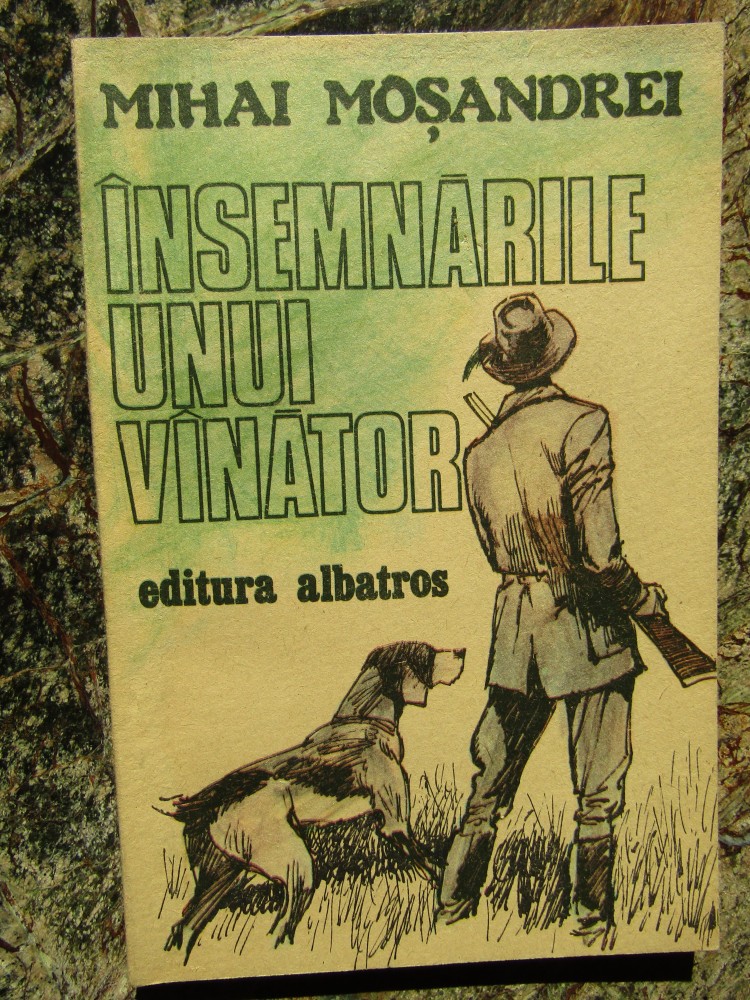 MIHAI MOȘANDREI
ÎNSEMNĂRILE
UNUI
VÎNĂTOR
editura albatros